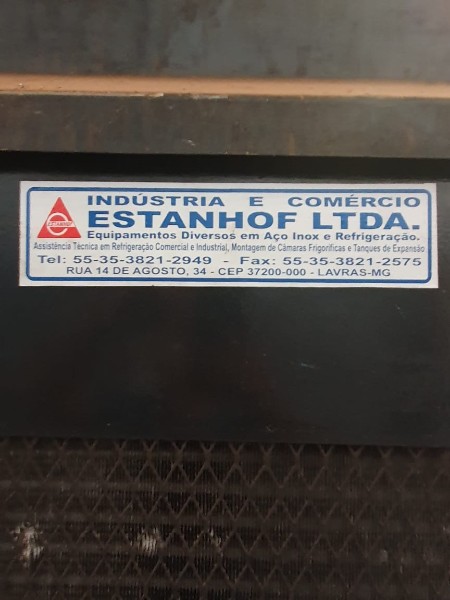 INDÚSTRIA E COMÉRCIO
ESTANHOF LTDA.
Equipamentos Diversos em Aço Inox e Refrigeração.
Assistência Técnica em Refrigeração Comercial e Industrial, Montagem de Câmaras Frigoríficas e Tanques de Expansão
Tel: 55-35-3821-2949 - Fax: 55-35-3821-2575
RUA 14 DE AGOSTO, 34 - CEP 37200-000 - LAVRAS-MG